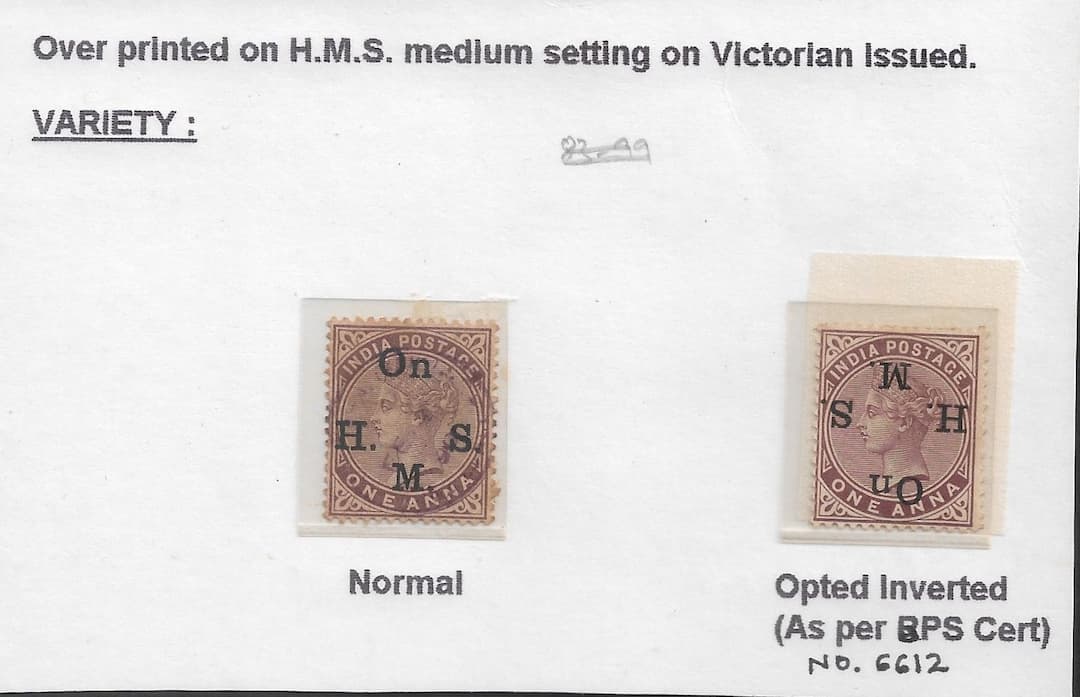 Over printed on H.M.S. medium setting on Victorian Issued.
VARIETY :
INDIA POSTAGE
On
H. S.
M.
ONE ANNA
INDIA POSTAGE
M.
S. H.
On
ONE ANNA
Normal
Opted Inverted
(As per BPS Cert)
NO. 6612